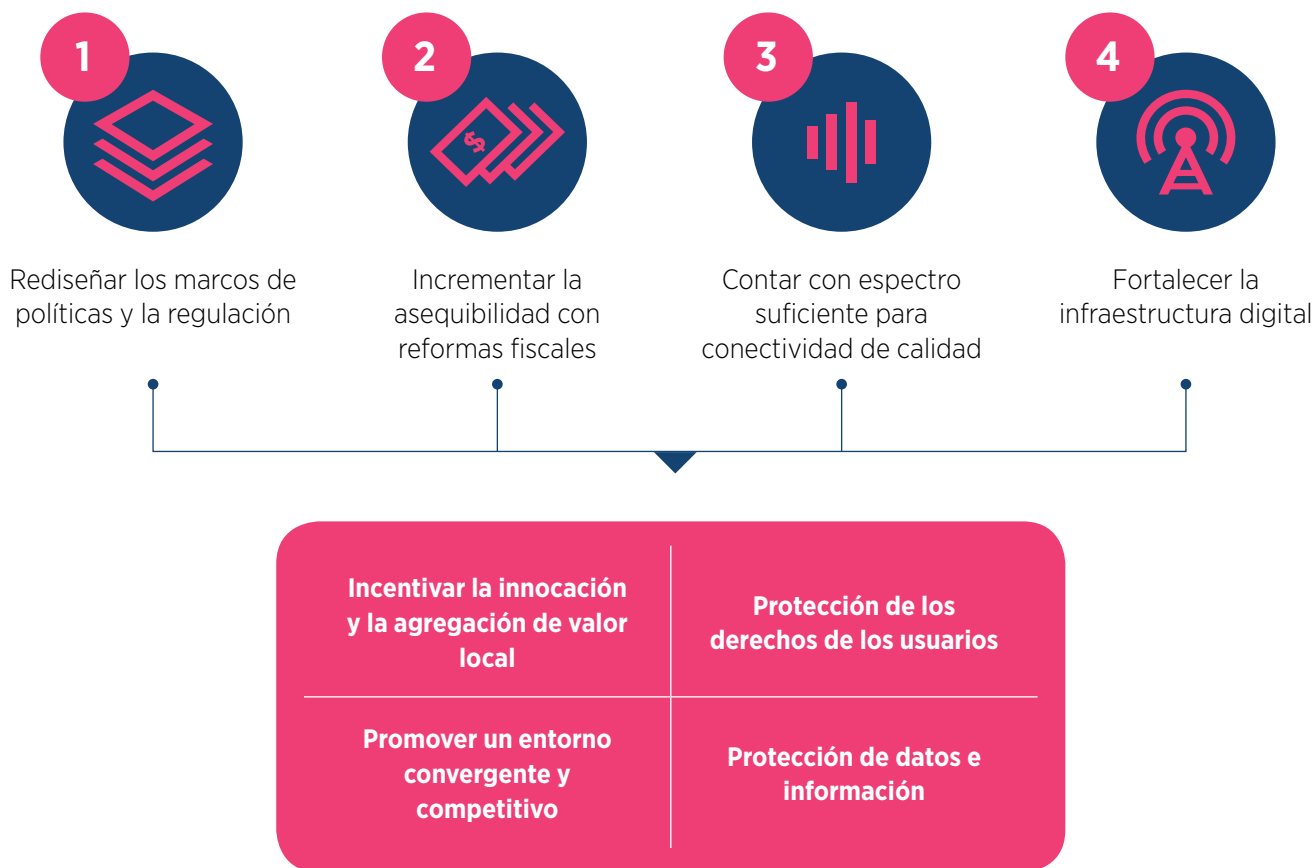 1
Rediseñar los marcos de
políticas y la regulación
2
$
Incrementar la
asequibilidad con
reformas fiscales
3
Contar con espectro
suficiente para
conectividad de calidad
4
Fortalecer la
infraestructura digital
Incentivar la innocación
y la agregación de valor
local
Protección de los
derechos de los usuarios
Promover un entorno
convergente y
competitivo
Protección de datos e
información